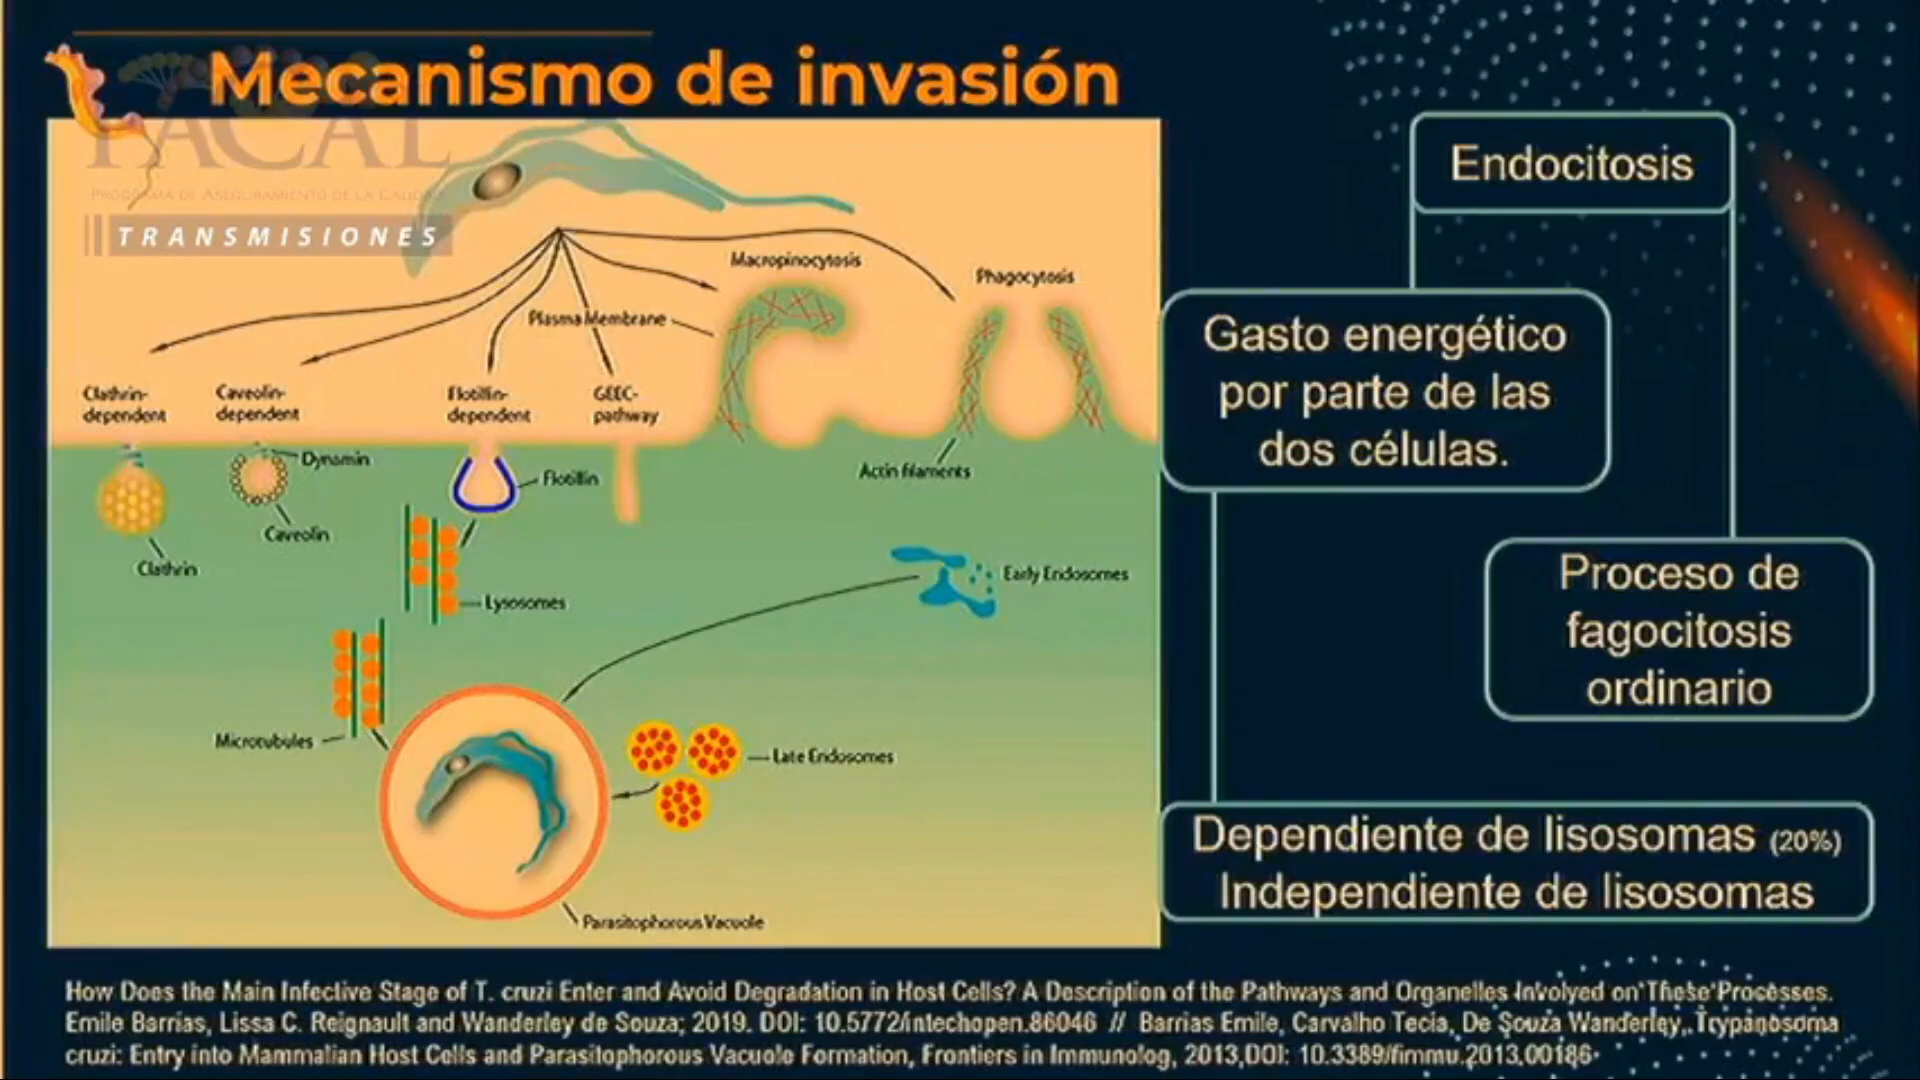 Mecanismo de invasión
PACAL
PROGRAMA DE ASEGURAMIENTO DE LA CALIDAD
TRANSMISIONES
Macropinocytosis
Phagocytosis
Plasma Membrane
Clathrin-
dependent
Caveolin-
dependent
Flotillin-
dependent
GEEC-
pathway
Dynamin
Flotillin
Actin filaments
Caveolin
Clathrin
Early Endosomes
Lysosomes
Microtubules
Late Endosomes
Parasitophorous Vacuole
Endocitosis
Gasto energético
por parte de las
dos células.
Proceso de
fagocitosis
ordinario
Dependiente de lisosomas (20%)
Independiente de lisosomas
How Does the Main Infective Stage of T. cruzi Enter and Avoid Degradation in Host Cells? A Description of the Pathways and Organelles Involved on These Processes.
Emile Barrias, Lissa C. Reignault and Wanderley de Souza; 2019. DOI: 10.5772/intechopen.86046 // Barrias Emile, Carvalho Tecia, De Souza Wanderley, Trypanosoma
cruzi: Entry into Mammalian Host Cells and Parasitophorous Vacuole Formation, Frontiers in Immunolog, 2013,DOI: 10.3389/fimmu.2013.00186